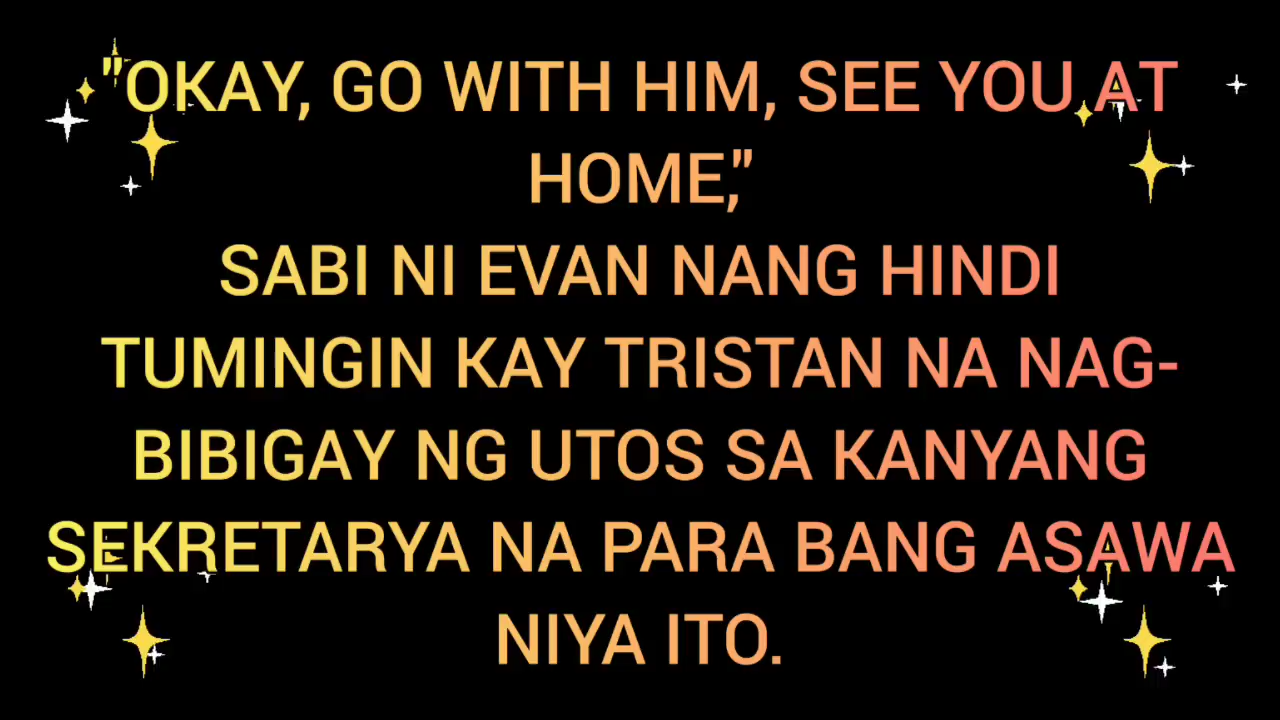 "OKAY, GO WITH HIM, SEE YOU AT
HOME,"
SABI NI EVAN NANG HINDI
TUMINGIN KAY TRISTAN NA NAG-
BIBIGAY NG UTOS SA KANYANG
SEKRETARYA NA PARA BANG ASAWA
NIYA ITO.